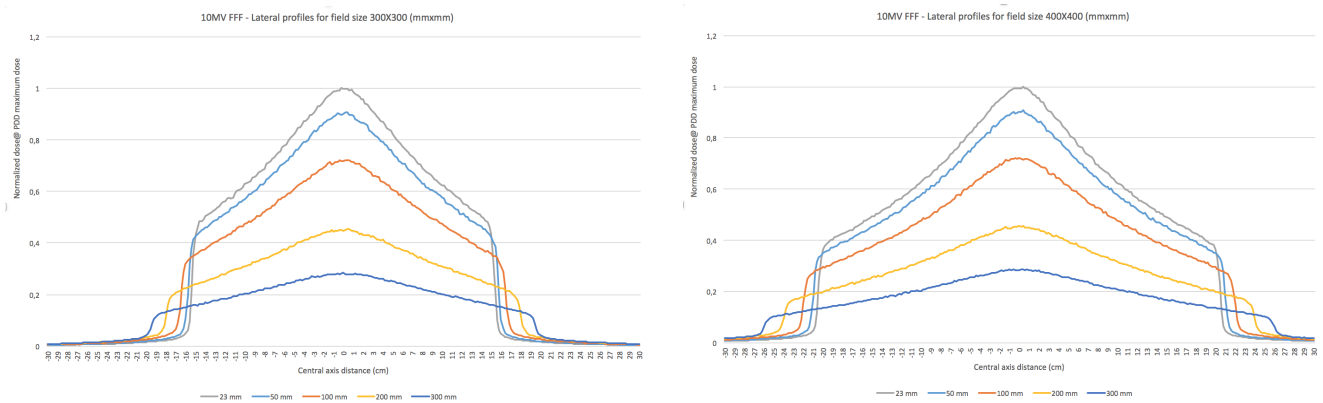 10MV FFF - Lateral profiles for field size 300X300 (mmxmm)
Normalized dose@ PDD maximum dose
1,2
1
0,8
0,6
0,4
0,2
0
-30 -29 -28 -27 -26 -25 -24 -23 -22 -21 -20 -19 -18 -17 -16 -15 -14 -13 -12 -11 -10 -9 -8 -7 -6 -5 -4 -3 -2 -1 0 1 2 3 4 5 6 7 8 9 10 11 12 13 14 15 16 17 18 19 20 21 22 23 24 25 26 27 28 29 30
Central axis distance (cm)
23 mm 50 mm 100 mm 200 mm 300 mm
10MV FFF - Lateral profiles for field size 400X400 (mmxmm)
Normalized dose@ PDD maximum dose
1,2
1
0,8
0,6
0,4
0,2
0
-30 -29 -28 -27 -26 -25 -24 -23 -22 -21 -20 -19 -18 -17 -16 -15 -14 -13 -12 -11 -10 -9 -8 -7 -6 -5 -4 -3 -2 -1 0 1 2 3 4 5 6 7 8 9 10 11 12 13 14 15 16 17 18 19 20 21 22 23 24 25 26 27 28 29 30
Central axis distance (cm)
23 mm 50 mm 100 mm 200 mm 300 mm